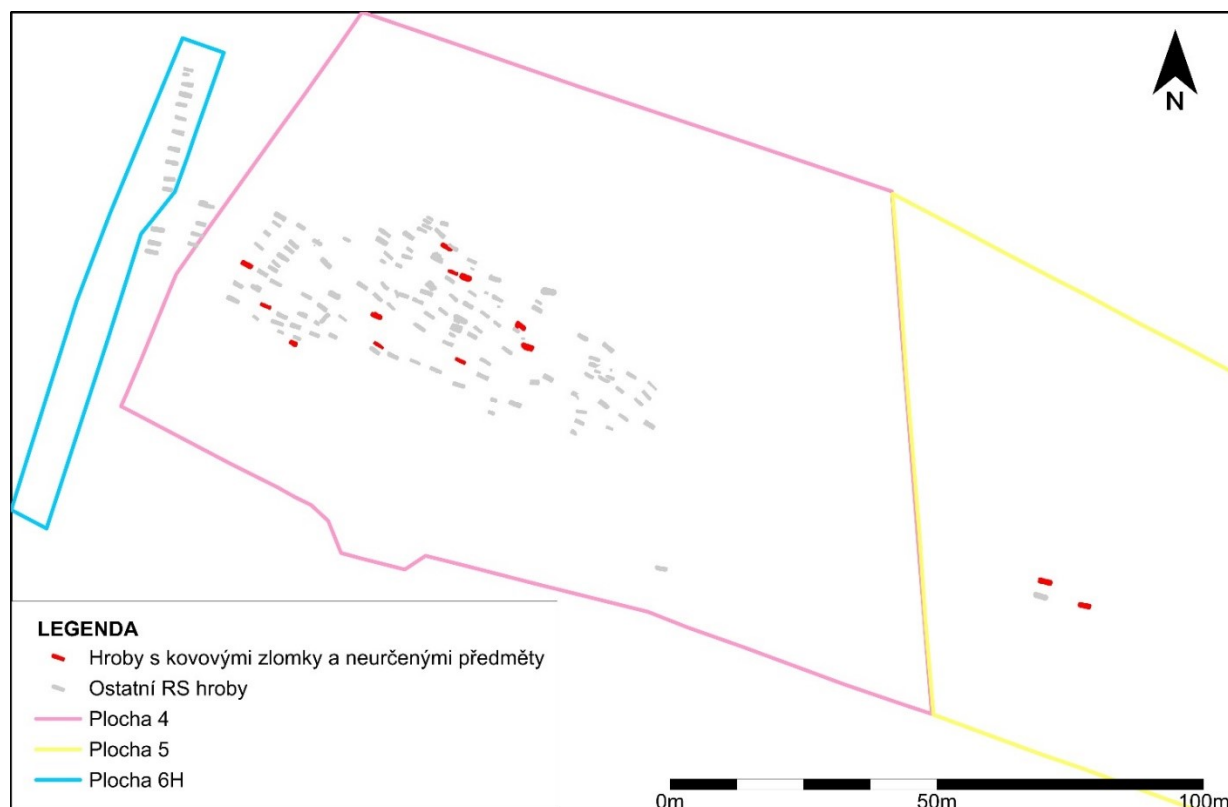 N
LEGENDA
Hroby s kovovými zlomky a neurčenými předměty
Ostatní RS hroby
Plocha 4
Plocha 5
Plocha 6H
0m 50m 100m